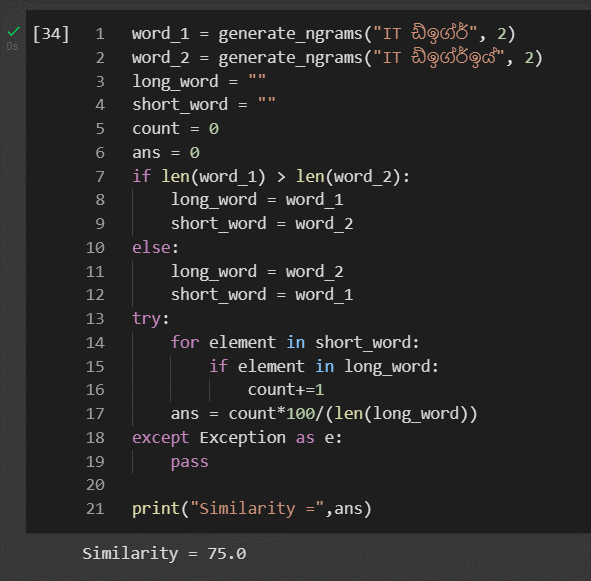 [34]
0s
1 word_1 = generate_ngrams("IT ඩ්ඉග්ර්", 2)
2 word_2 = generate_ngrams("IT ඩ්ඉග්ර්ඉය්", 2)
3 long_word = ""
4 short_word = ""
5 count = 0
6 ans = 0
7 if len(word_1) > len(word_2):
8     long_word = word_1
9     short_word = word_2
10 else:
11     long_word = word_2
12     short_word = word_1
13 try:
14     for element in short_word:
15         if element in long_word:
16             count+=1
17     ans = count*100/(len(long_word))
18 except Exception as e:
19     pass
20
21 print("Similarity =",ans)
Similarity = 75.0